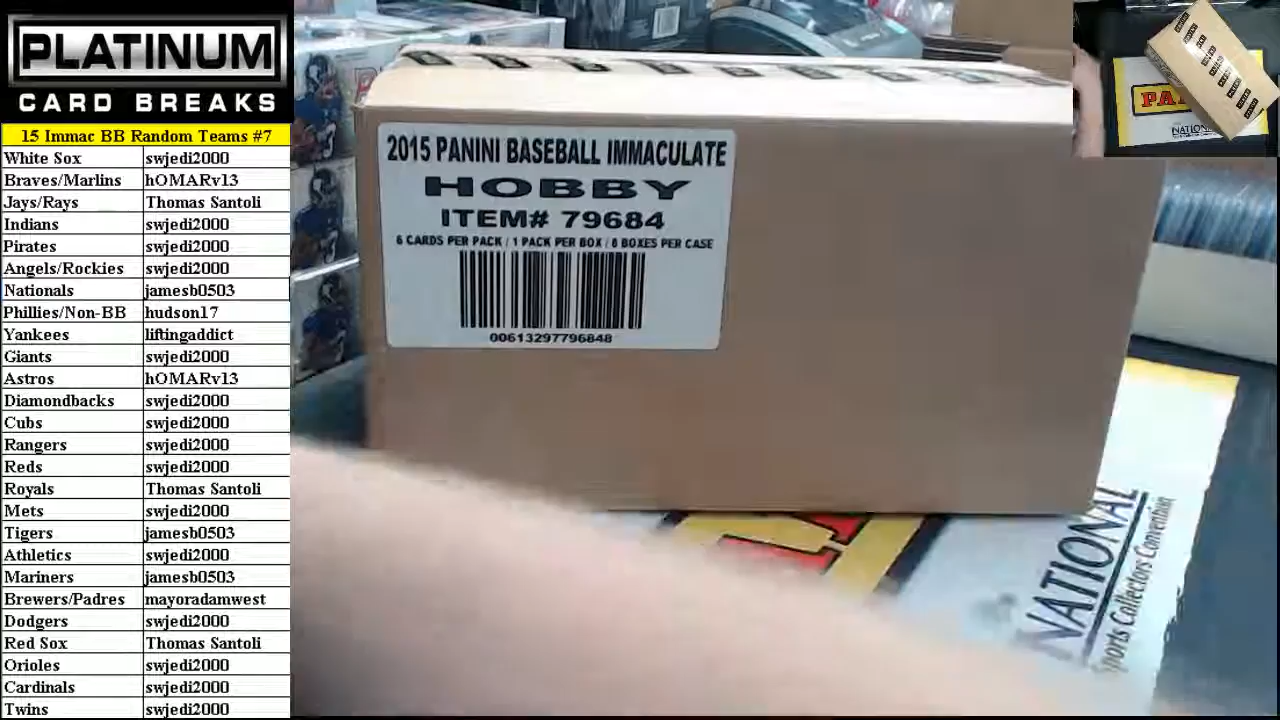 PLATINUM
CARD BREAKS
15 Immac BB Random Teams #7
White Sox swjedi2000
Braves/Marlins hOMARv13
Jays/Rays Thomas Santoli
Indians swjedi2000
Pirates swjedi2000
Angels/Rockies swjedi2000
Nationals jamesb0503
Phillies/Non-BB hudson17
Yankees liftingaddict
Giants swjedi2000
Astros hOMARv13
Diamondbacks swjedi2000
Cubs swjedi2000
Rangers swjedi2000
Reds swjedi2000
Royals Thomas Santoli
Mets swjedi2000
Tigers jamesb0503
Athletics swjedi2000
Mariners jamesb0503
Brewers/Padres mayoradamwest
Dodgers swjedi2000
Red Sox Thomas Santoli
Orioles swjedi2000
Cardinals swjedi2000
Twins swjedi2000
2015 PANINI BASEBALL IMMACULATE
HOBBY
ITEM# 79684
6 CARDS PER PACK / 1 PACK PER BOX / 6 BOXES PER CASE
00613297796848
NATIONAL
Sports Collectors Convention
PA
NATION